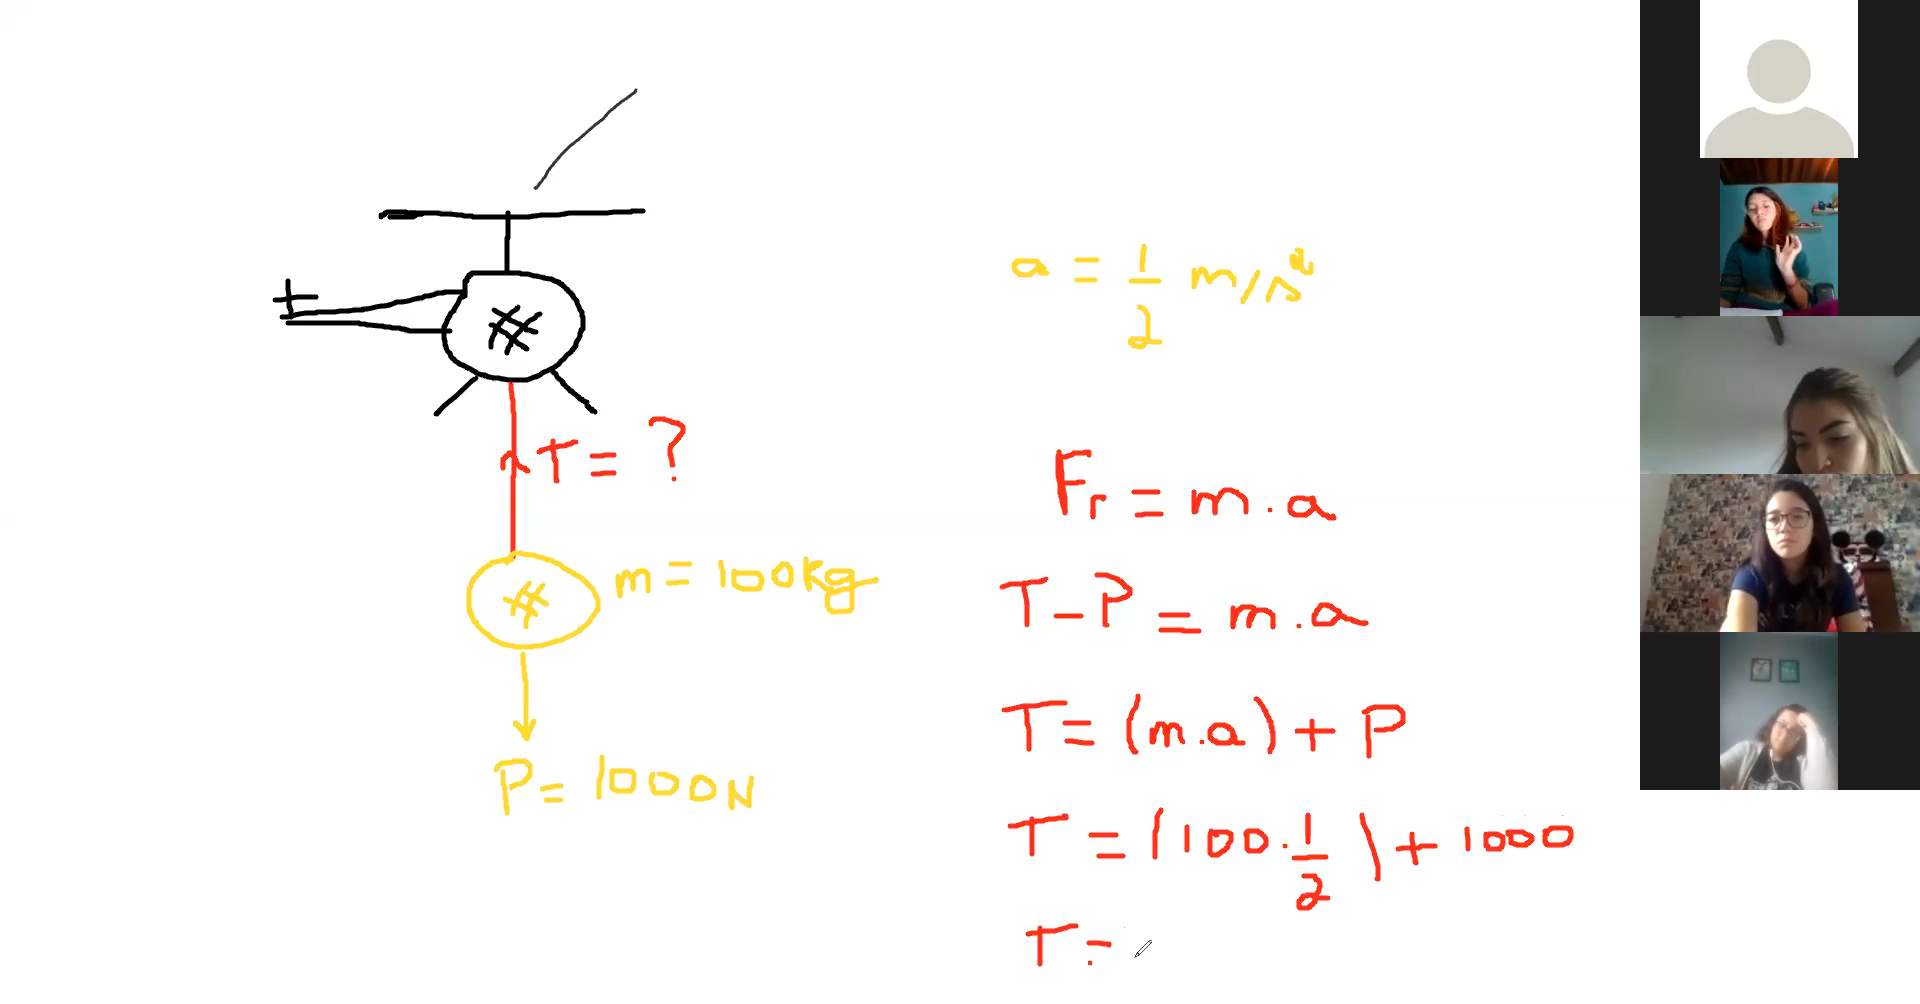 a = 1/2 m/s²
T = ?
Fr = m.a
m = 100kg
T - P = m.a
T = (m.a) + P
P = 1000N
T = (100.1/2) + 1000
T =